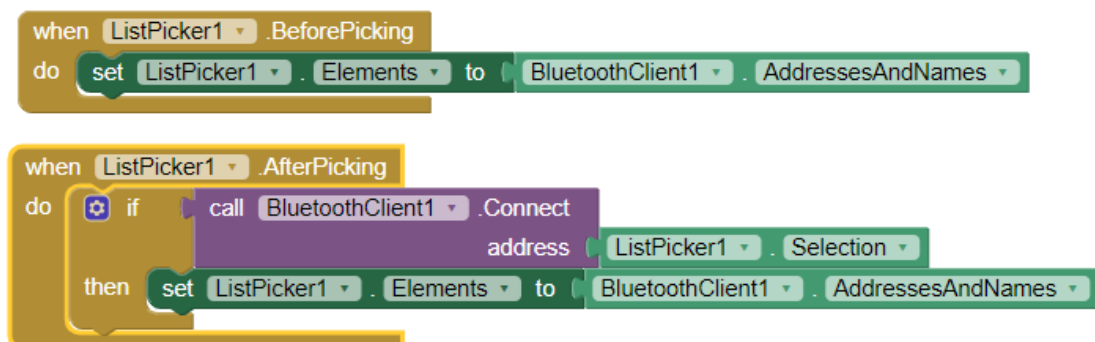 when ListPicker1 .BeforePicking
do set ListPicker1 . Elements to BluetoothClient1 . AddressesAndNames
when ListPicker1 .AfterPicking
do if call BluetoothClient1 .Connect
address ListPicker1 . Selection
then set ListPicker1 . Elements to BluetoothClient1 . AddressesAndNames